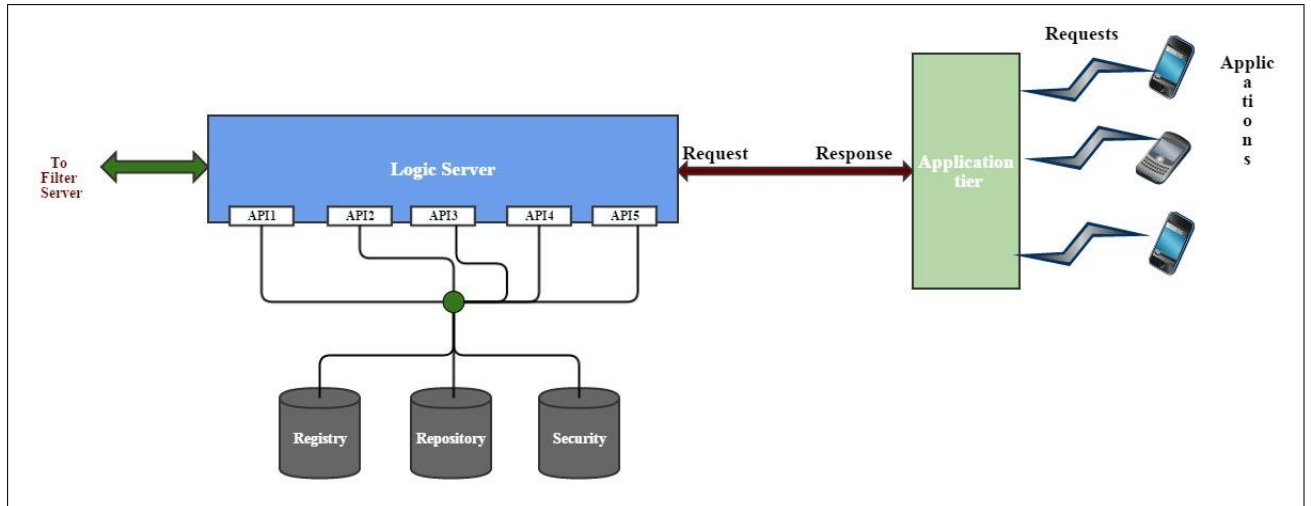 Requests
Applic
a
ti
o
n
s
To
Filter
Server
Logic Server
Request
Response
Application
tier
API1
API2
API3
API4
API5
Registry
Repository
Security